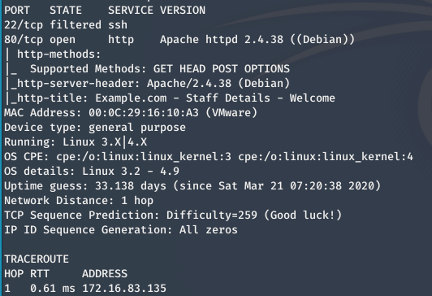 PORT   STATE    SERVICE VERSION
22/tcp filtered ssh
80/tcp open     http    Apache httpd 2.4.38 ((Debian))
| http-methods:
|_  Supported Methods: GET HEAD POST OPTIONS
|_http-server-header: Apache/2.4.38 (Debian)
|_http-title: Example.com - Staff Details - Welcome
MAC Address: 00:0C:29:16:10:A3 (VMware)
Device type: general purpose
Running: Linux 3.X|4.X
OS CPE: cpe:/o:linux:linux_kernel:3 cpe:/o:linux:linux_kernel:4
OS details: Linux 3.2 - 4.9
Uptime guess: 33.138 days (since Sat Mar 21 07:20:38 2020)
Network Distance: 1 hop
TCP Sequence Prediction: Difficulty=259 (Good luck!)
IP ID Sequence Generation: All zeros

TRACEROUTE
HOP RTT     ADDRESS
1   0.61 ms 172.16.83.135